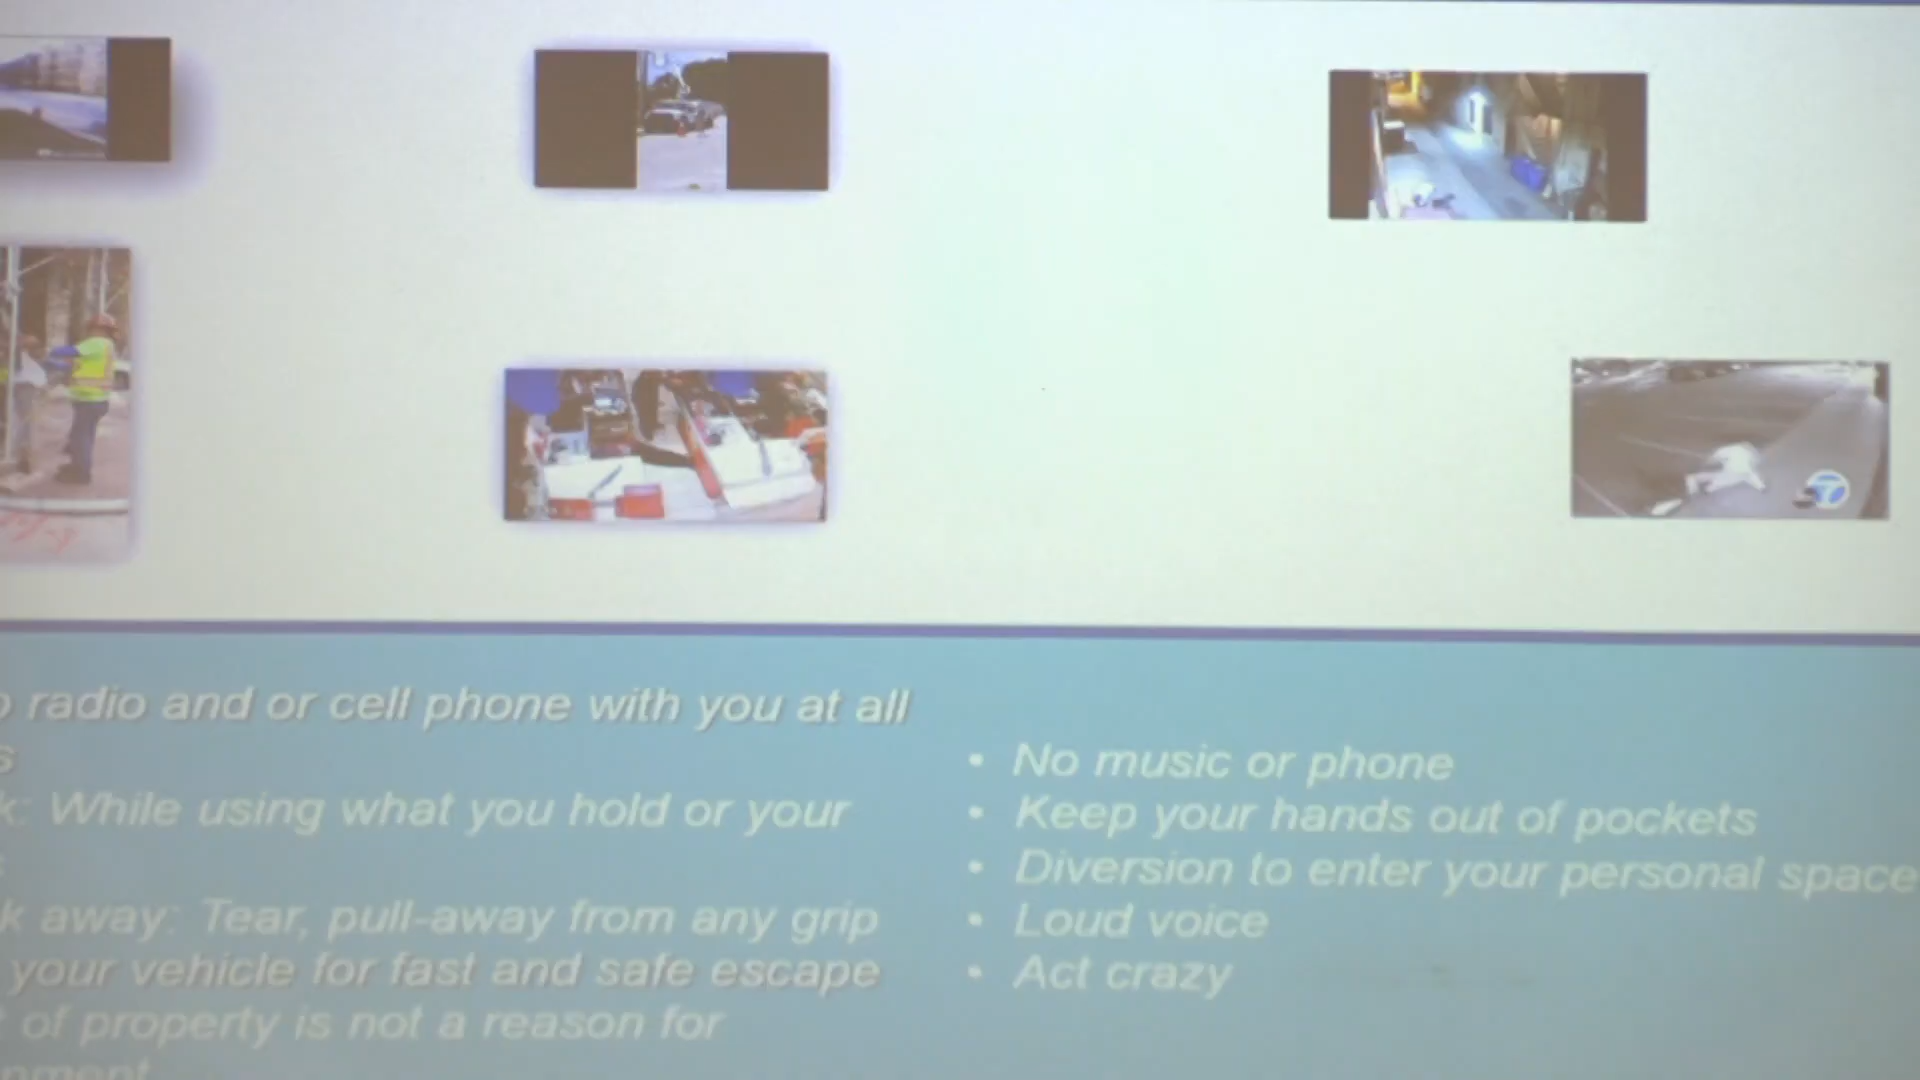 radio and or cell phone with you at all
s
k: While using what you hold or your
k away: Tear, pull-away from any grip
your vehicle for fast and safe escape
of property is not a reason for
nment
• No music or phone
• Keep your hands out of pockets
• Diversion to enter your personal space
• Loud voice
• Act crazy
7